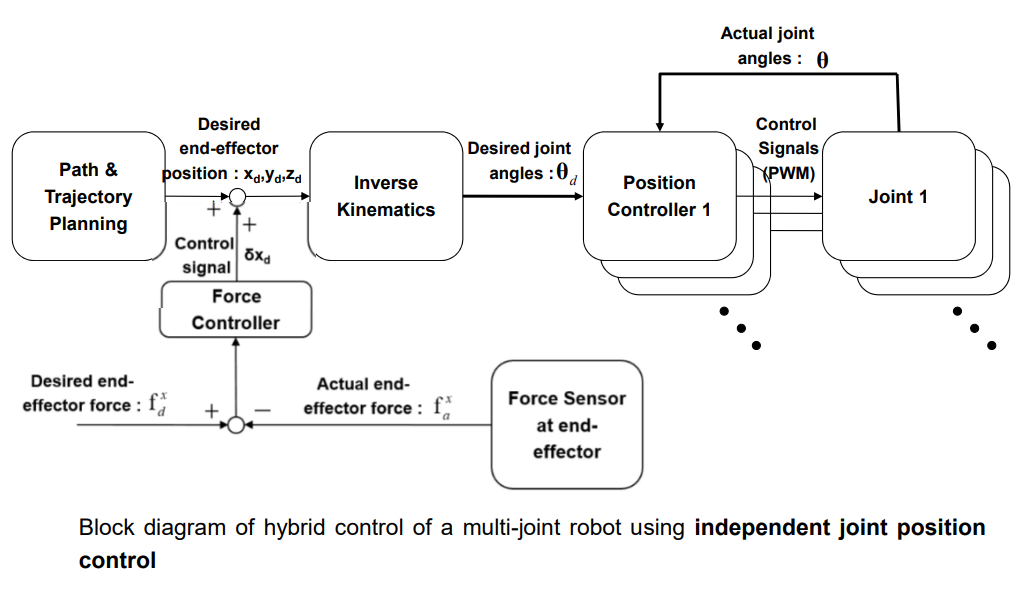 Actual joint
angles : θ
Desired
end-effector
position : xd,yd,zd
Path &
Trajectory
Planning
Inverse
Kinematics
Desired joint
angles : θd
Position
Controller 1
Control
Signals
(PWM)
Joint 1
+
+
Control
signal
δxd
Force
Controller
Desired end-
effector force : fdx
+
−
Actual end-
effector force : fax
Force Sensor
at end-
effector
Block diagram of hybrid control of a multi-joint robot using independent joint position
control